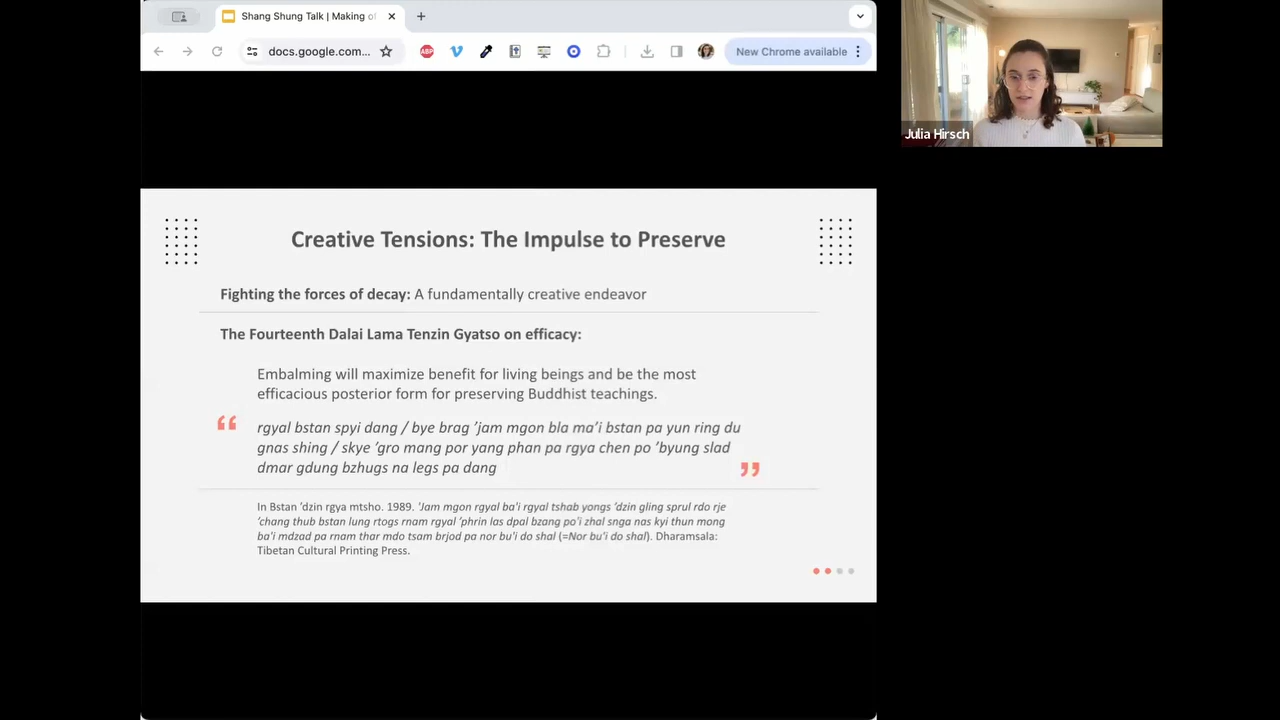 Shang Shung Talk | Making of
docs.google.com...
ABP
New Chrome available
Julia Hirsch
Creative Tensions: The Impulse to Preserve
Fighting the forces of decay: A fundamentally creative endeavor
The Fourteenth Dalai Lama Tenzin Gyatso on efficacy:
Embalming will maximize benefit for living beings and be the most
efficacious posterior form for preserving Buddhist teachings.
“ rgyal bstan spyi dang / bye brag ’jam mgon bla ma’i bstan pa yun ring du
gnas shing / skye ’gro mang por yang phan pa rgya chen po ’byung slad
dmar gdung bzhugs na legs pa dang ”
In Bstan ’dzin rgya mtsho. 1989. ’Jam mgon rgyal ba’i rgyal tshab yongs ’dzin gling sprul rdo rje
’chang thub bstan lung rtogs rnam rgyal ’phrin las dpal bzang po’i zhal snga nas kyi thun mong
ba’i mdzad pa rnam thar mdo tsam brjod pa nor bu’i do shal (=Nor bu’i do shal). Dharamsala:
Tibetan Cultural Printing Press.